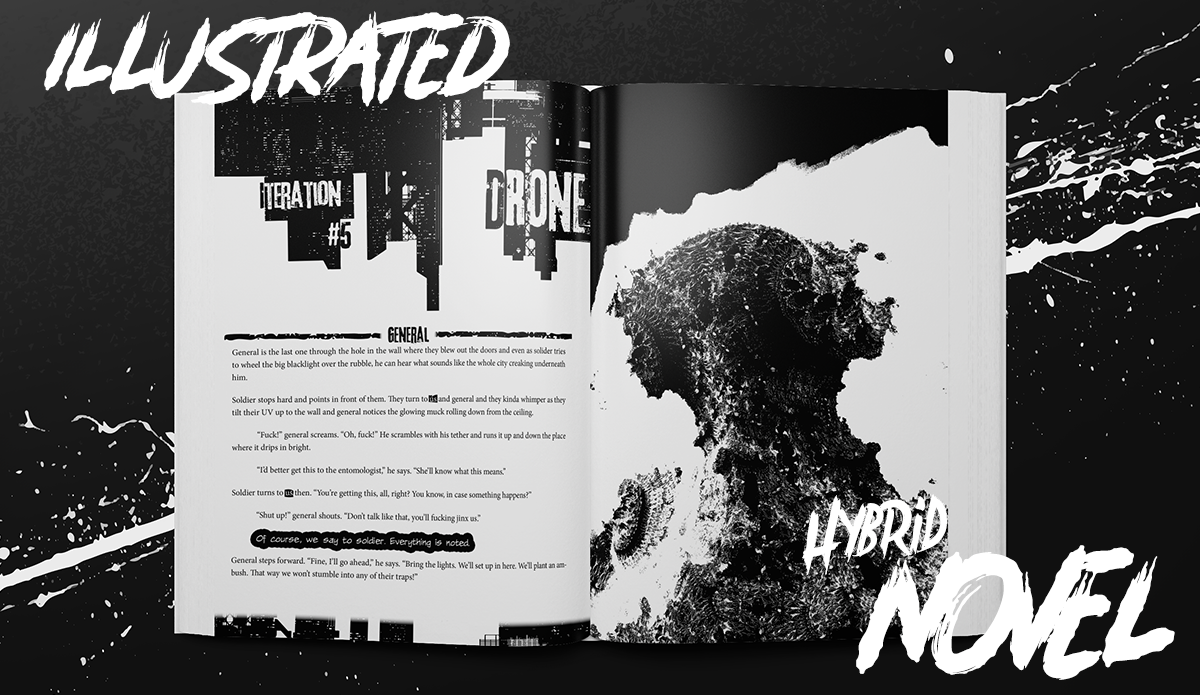 ILLUSTRATED
ITERATION
#5
DRONE
GENERAL
General is the last one through the hole in the wall where they blew out the doors and even as solider tries
to wheel the big blacklight over the rubble, he can hear what sounds like the whole city creaking underneath
him.
Soldier stops hard and points in front of them. They turn to us and general and they kinda whimper as they
tilt their UV up to the wall and general notices the glowing muck rolling down from the ceiling.
“Fuck!” general screams. “Oh, fuck!” He scrambles with his tether and runs it up and down the place
where it drips in bright.
“I’d better get this to the entomologist,” he says. “She’ll know what this means.”
Soldier turns to us then. “You’re getting this, all, right? You know, in case something happens?”
“Shut up!” general shouts. “Don’t talk like that, you’ll fucking jinx us.”
Of course, we say to soldier. Everything is noted.
General steps forward. “Fine, I’ll go ahead,” he says. “Bring the lights. We’ll set up in here. We’ll plant an am-
bush. That way we won’t stumble into any of their traps!”
HYBRiD
NOVEL